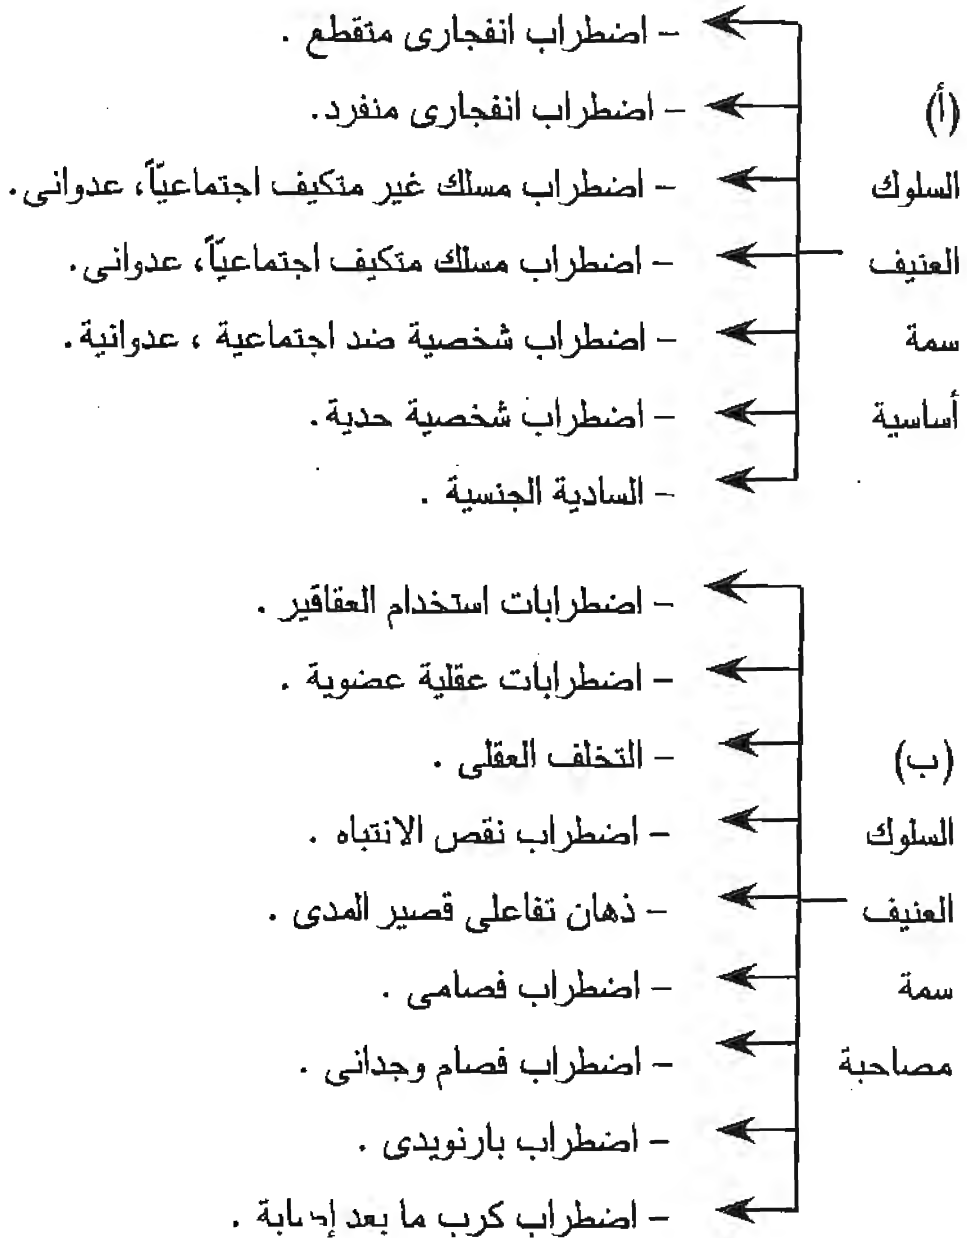 – اضطراب انفجارى متقطع .
(أ) – اضطراب انفجارى منفرد.
السلوك – اضطراب مسلك غير متكيف اجتماعيّاً، عدوانى.
العنيف – اضطراب مسلك متكيف اجتماعيّاً، عدوانى.
سمة – اضطراب شخصية ضد اجتماعية ، عدوانية.
أساسية – اضطراب شخصية حدية.
– السادية الجنسية .
– اضطرابات استخدام العقاقير .
– اضطرابات عقلية عضوية .
(ب) – التخلف العقلى .
السلوك – اضطراب نقص الانتباه .
العنيف – ذهان تفاعلى قصير المدى .
سمة – اضطراب فصامى .
مصاحبة – اضطراب فصام وجدانى .
– اضطراب بارنويدى .
– اضطراب كرب ما بعد إصابة .